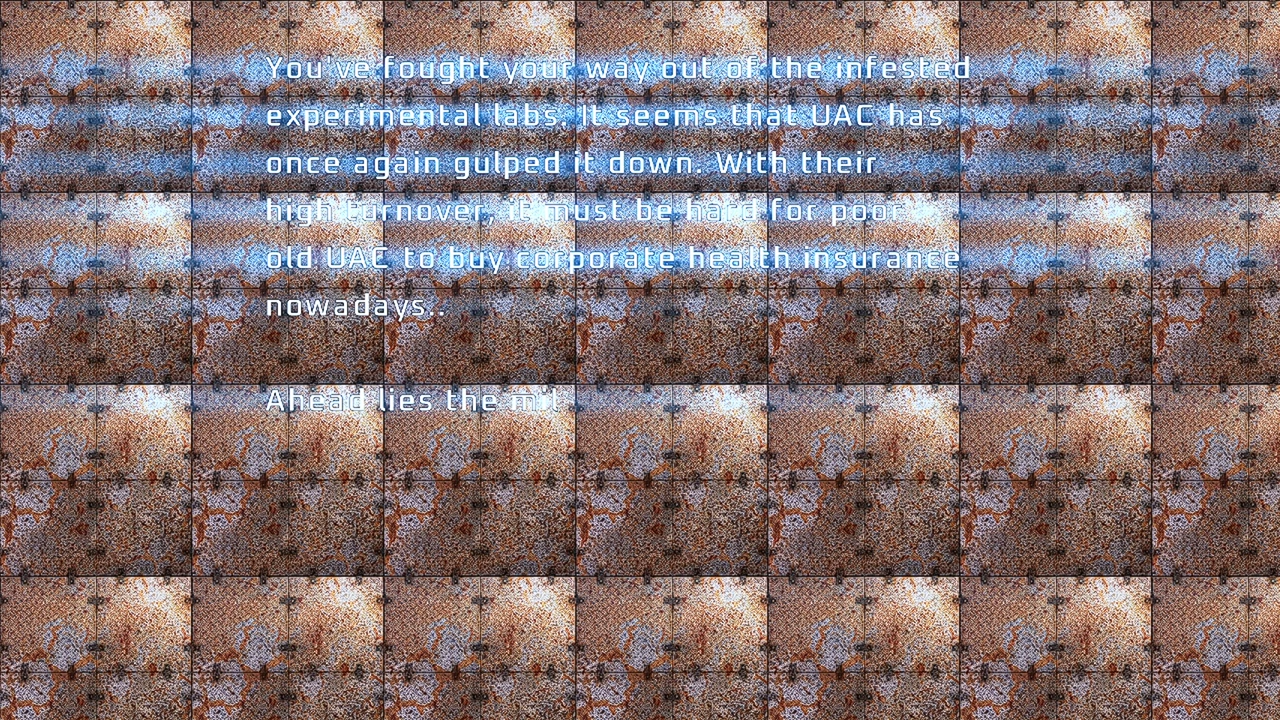 You've fought your way out of the infested
experimental labs. It seems that UAC has
once again gulped it down. With their
high turnover, it must be hard for poor
old UAC to buy corporate health insurance
nowadays..
Ahead lies the mil